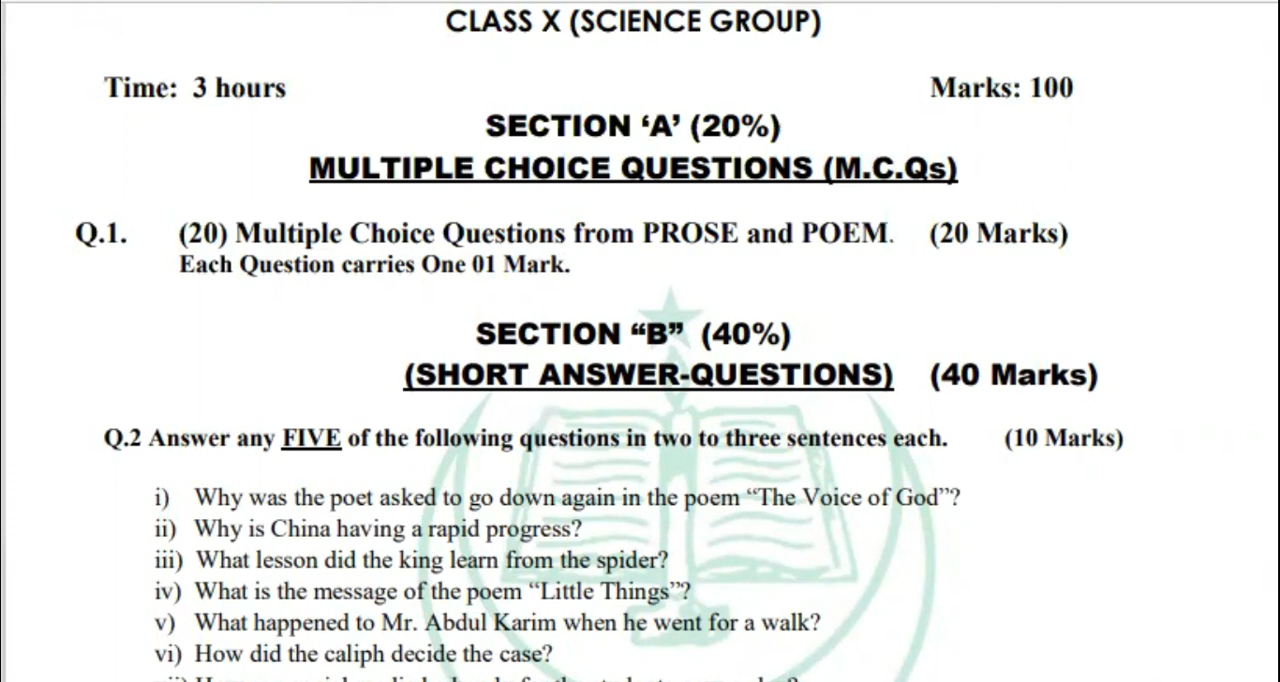 CLASS X (SCIENCE GROUP)
Time: 3 hours Marks: 100
SECTION ‘A’ (20%)
MULTIPLE CHOICE QUESTIONS (M.C.Qs)
Q.1. (20) Multiple Choice Questions from PROSE and POEM. (20 Marks)
Each Question carries One 01 Mark.
SECTION “B” (40%)
(SHORT ANSWER-QUESTIONS) (40 Marks)
Q.2 Answer any FIVE of the following questions in two to three sentences each. (10 Marks)
i) Why was the poet asked to go down again in the poem “The Voice of God”?
ii) Why is China having a rapid progress?
iii) What lesson did the king learn from the spider?
iv) What is the message of the poem “Little Things”?
v) What happened to Mr. Abdul Karim when he went for a walk?
vi) How did the caliph decide the case?